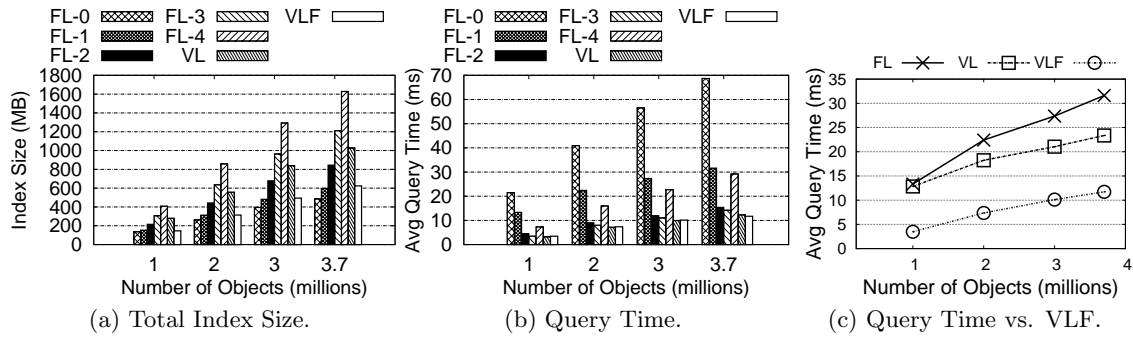 FL-0 FL-3 VLF
FL-1 FL-4
FL-2 VL
Index Size (MB)
1800
1600
1400
1200
1000
800
600
400
200
0
1 2 3 3.7
Number of Objects (millions)
(a) Total Index Size.
FL-0 FL-3 VLF
FL-1 FL-4
FL-2 VL
Avg Query Time (ms)
70
60
50
40
30
20
10
0
1 2 3 3.7
Number of Objects (millions)
(b) Query Time.
FL VL VLF
Avg Query Time (ms)
35
30
25
20
15
10
5
0
1 2 3 4
Number of Objects (millions)
(c) Query Time vs. VLF.